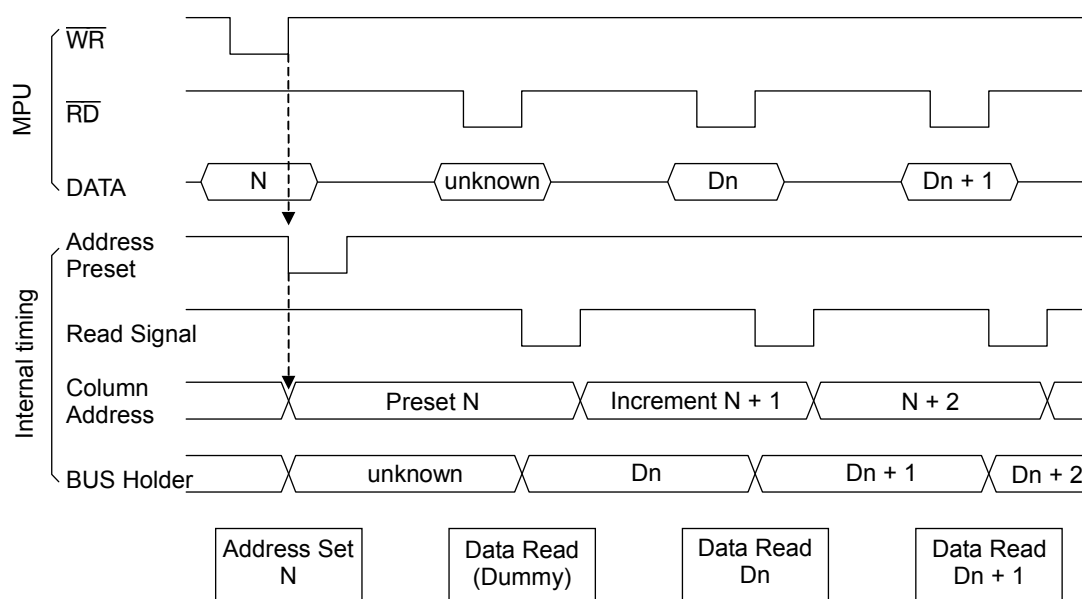 MPU
WR
RD
DATA
N
unknown
Dn
Dn + 1
Internal timing
Address
Preset
Read Signal
Column
Address
Preset N
Increment N + 1
N + 2
BUS Holder
unknown
Dn
Dn + 1
Dn + 2
Address Set
N
Data Read
(Dummy)
Data Read
Dn
Data Read
Dn + 1